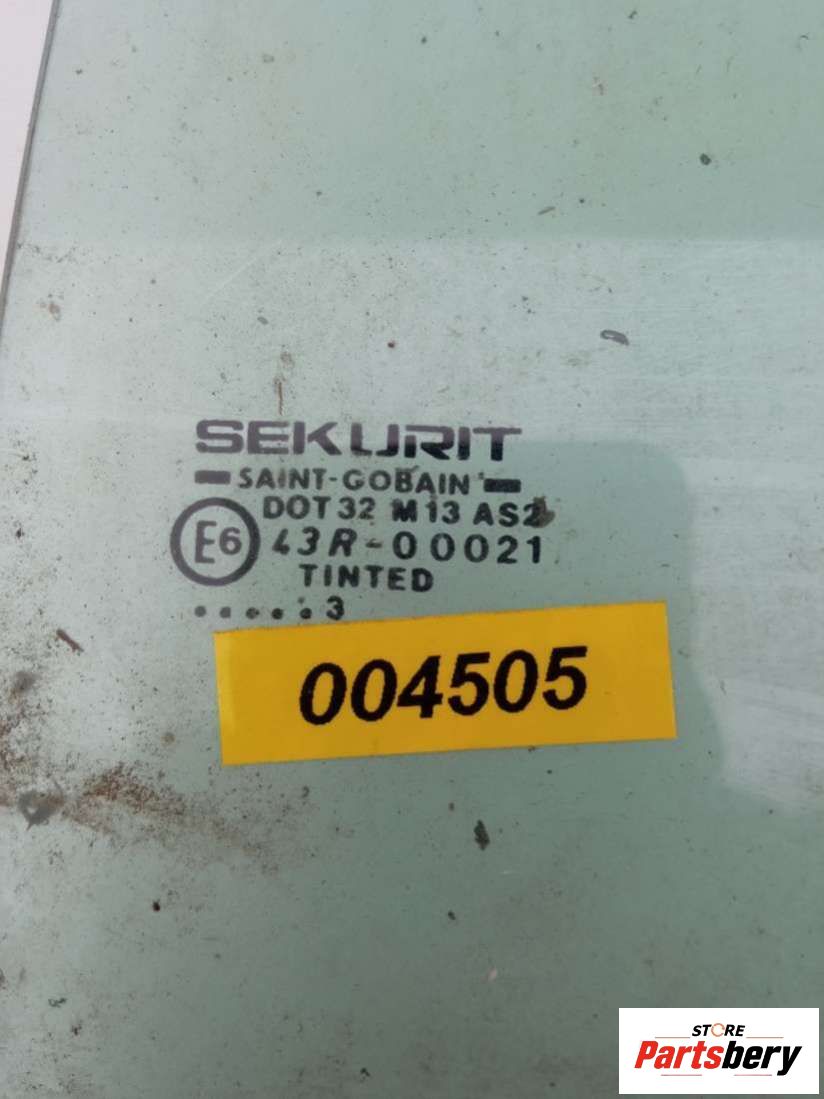 SEKURIT
SAINT-GOBAIN
DOT 32 M13 AS2
E6 43R-00021
TINTED
.....3
004505
STORE
Partsbery